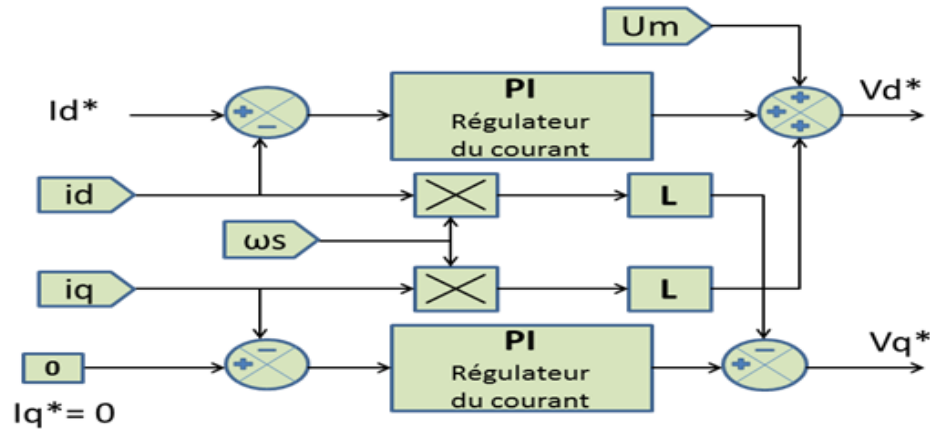 Um
Id*
PI
Régulateur
du courant
Vd*
id
L
ωs
iq
L
0
PI
Régulateur
du courant
Vq*
Iq*= 0